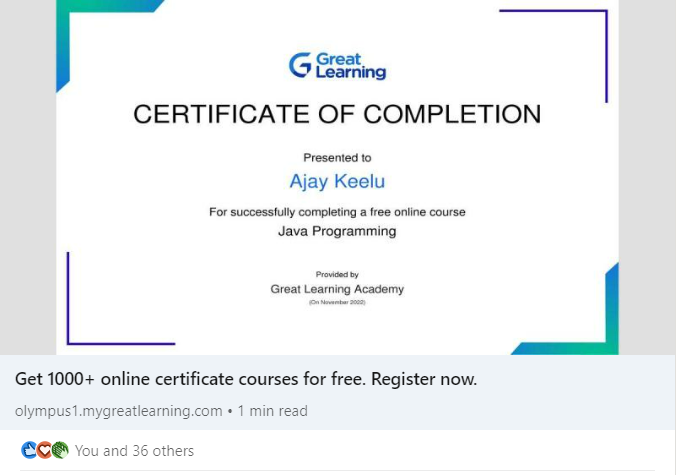 Great
Learning
CERTIFICATE OF COMPLETION
Presented to
Ajay Keelu
For successfully completing a free online course
Java Programming
Provided by
Great Learning Academy
(On November 2022)
Get 1000+ online certificate courses for free. Register now.
olympus1.mygreatlearning.com • 1 min read
You and 36 others